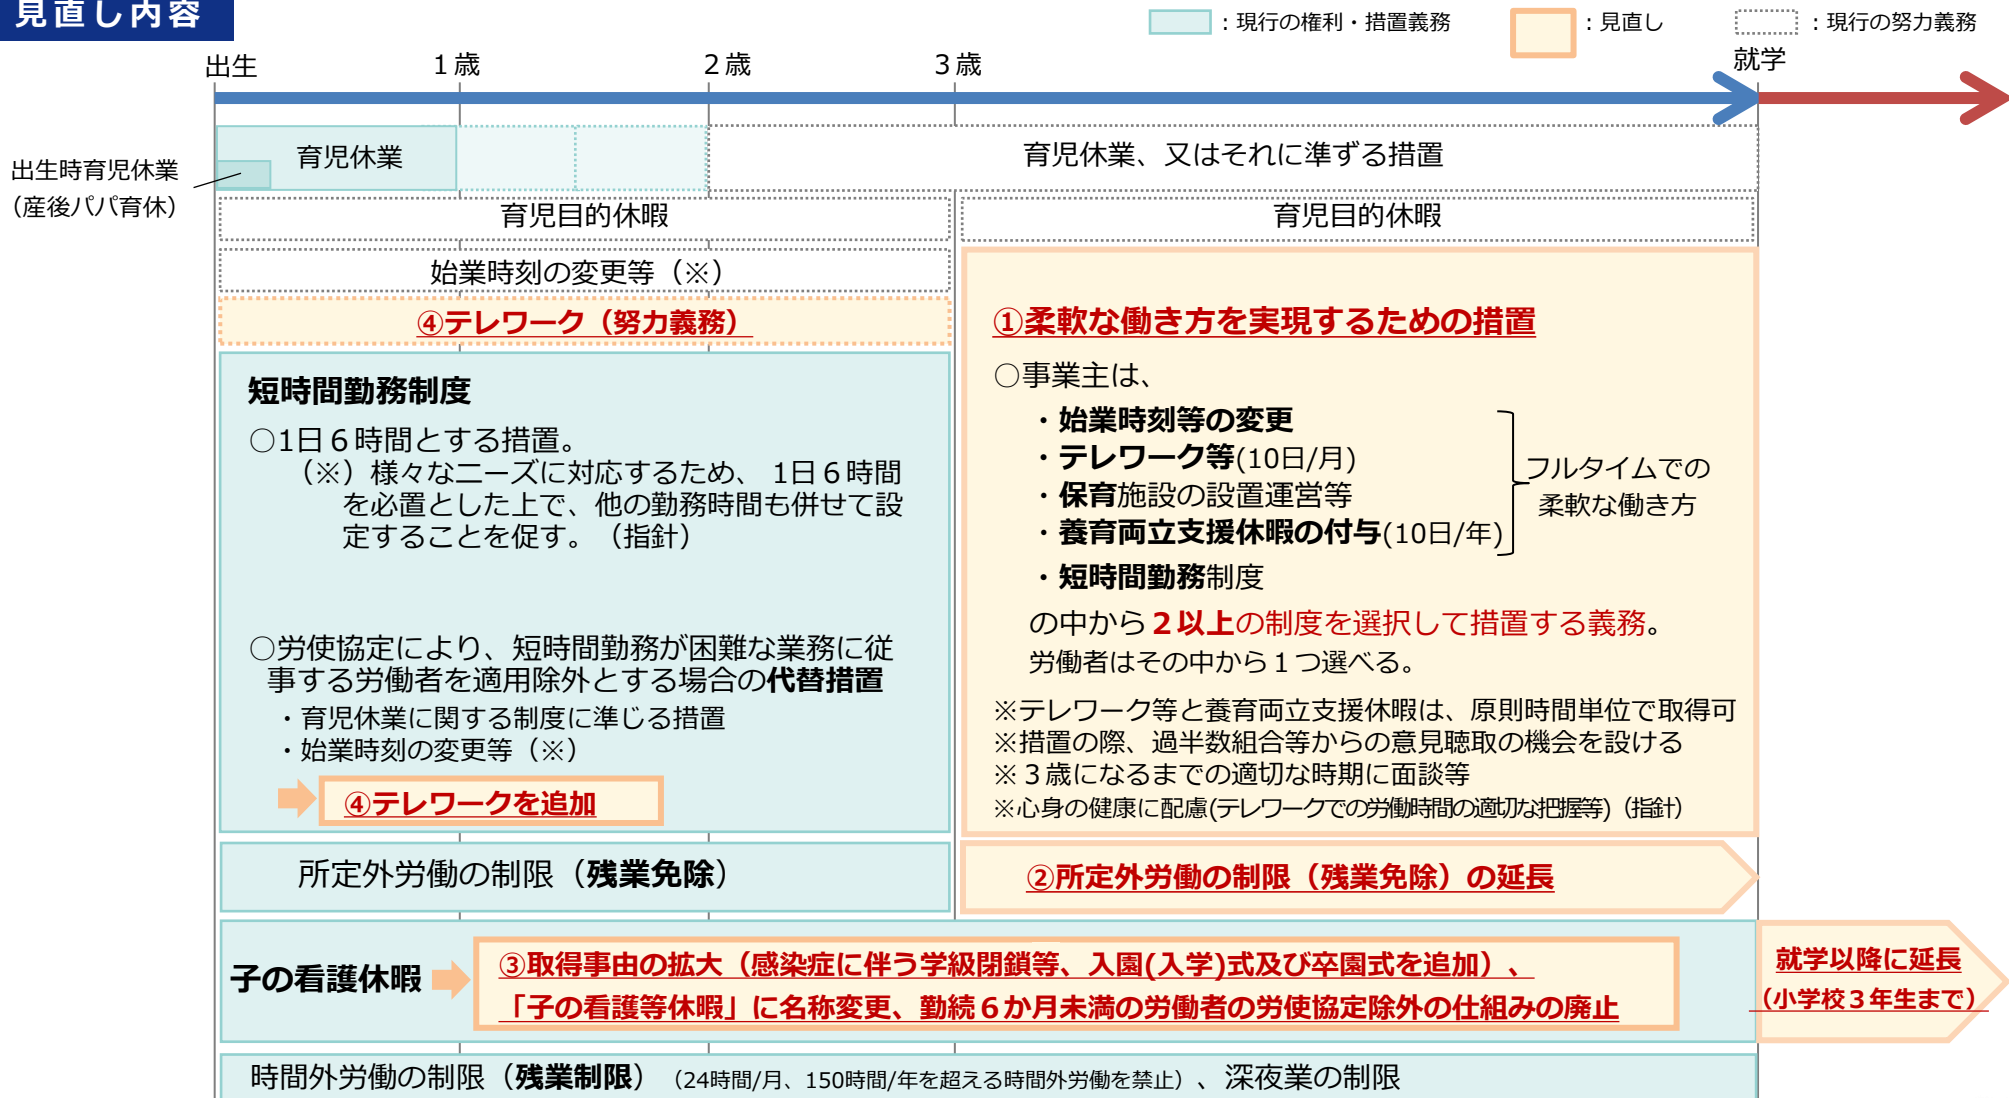 見直し内容
：現行の権利・措置義務
：見直し
：現行の努力義務
出生
１歳
２歳
３歳
就学
出生時育児休業
（産後パパ育休）
育児休業
育児休業、又はそれに準ずる措置
育児目的休暇
育児目的休暇
始業時刻の変更等（※）
④テレワーク（努力義務）
短時間勤務制度
○1日６時間とする措置。
（※）様々なニーズに対応するため、 1日６時間
を必置とした上で、他の勤務時間も併せて設
定することを促す。（指針）
○労使協定により、短時間勤務が困難な業務に従
事する労働者を適用除外とする場合の代替措置
・育児休業に関する制度に準じる措置
・始業時刻の変更等（※）
④テレワークを追加
①柔軟な働き方を実現するための措置
○事業主は、
・始業時刻等の変更
・テレワーク等(10日/月)
・保育施設の設置運営等
・養育両立支援休暇の付与(10日/年)
・短時間勤務制度
フルタイムでの
柔軟な働き方
の中から２以上の制度を選択して措置する義務。
労働者はその中から１つ選べる。
※テレワーク等と養育両立支援休暇は、原則時間単位で取得可
※措置の際、過半数組合等からの意見聴取の機会を設ける
※３歳になるまでの適切な時期に面談等
※心身の健康に配慮(テレワークでの労働時間の適切な把握等)（指針）
所定外労働の制限（残業免除）
②所定外労働の制限（残業免除）の延長
子の看護休暇
③取得事由の拡大（感染症に伴う学級閉鎖等、入園(入学)式及び卒園式を追加）、
「子の看護等休暇」に名称変更、勤続６か月未満の労働者の労使協定除外の仕組みの廃止
就学以降に延長
（小学校３年生まで）
時間外労働の制限（残業制限）（24時間/月、150時間/年を超える時間外労働を禁止）、深夜業の制限